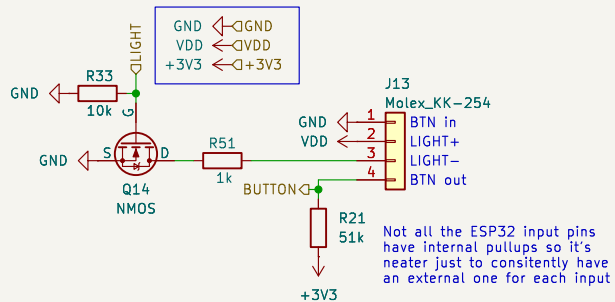 LIGHT
GND
GND
VDD
VDD
+3V3
+3V3
GND
R33
10k
G
GND
S
D
Q14
NMOS
R51
1k
J13
Molex_KK-254
GND
1
BTN in
VDD
2
LIGHT+
3
LIGHT-
4
BTN out
BUTTON
R21
51k
+3V3
Not all the ESP32 input pins
have internal pullups so it's
neater just to consitently have
an external one for each input